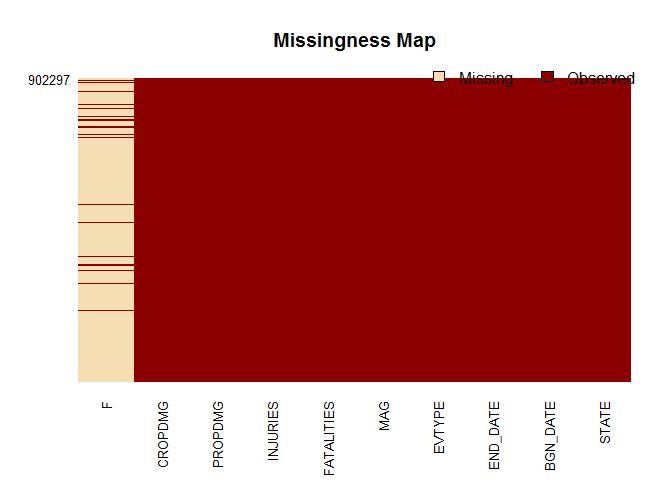 Missingness Map
Missing Observed
902297
F
CROPDMG
PROPDMG
INJURIES
FATALITIES
MAG
EVTYPE
END_DATE
BGN_DATE
STATE